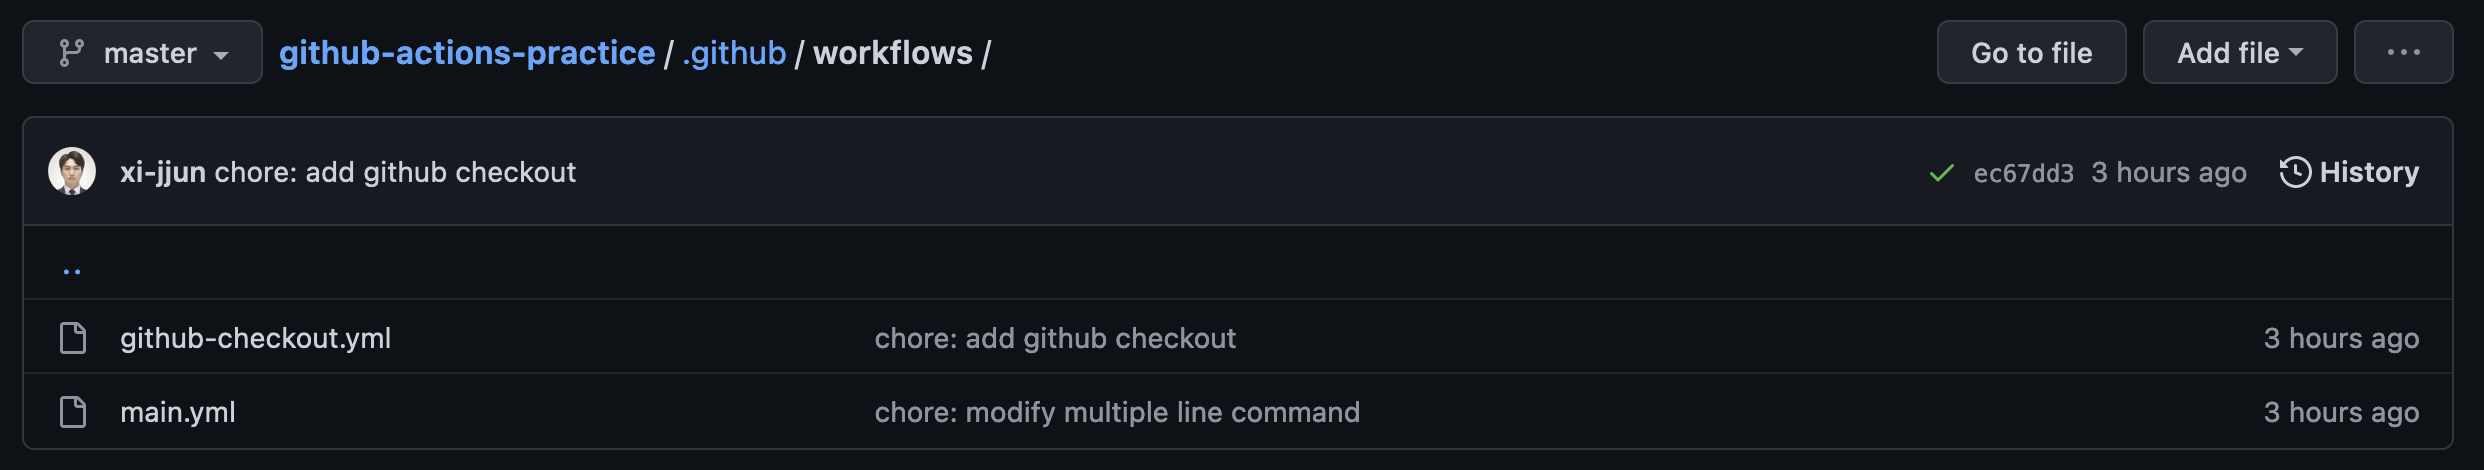 master github-actions-practice / .github / workflows / Go to file Add file ...
xi-jjun chore: add github checkout ec67dd3 3 hours ago History
..
github-checkout.yml chore: add github checkout 3 hours ago
main.yml chore: modify multiple line command 3 hours ago